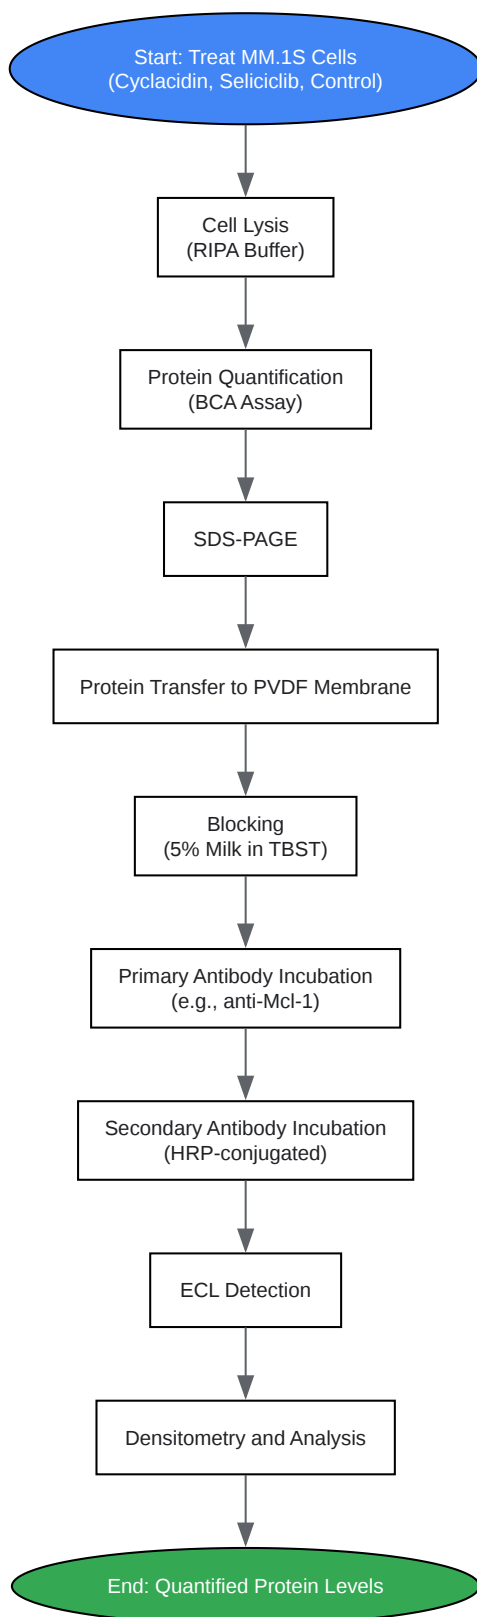 Start: Treat MM.1S Cells
(Cyclacidin, Seliciclib, Control)
Cell Lysis
(RIPA Buffer)
Protein Quantification
(BCA Assay)
SDS-PAGE
Protein Transfer to PVDF Membrane
Blocking
(5% Milk in TBST)
Primary Antibody Incubation
(e.g., anti-Mcl-1)
Secondary Antibody Incubation
(HRP-conjugated)
ECL Detection
Densitometry and Analysis
End: Quantified Protein Levels